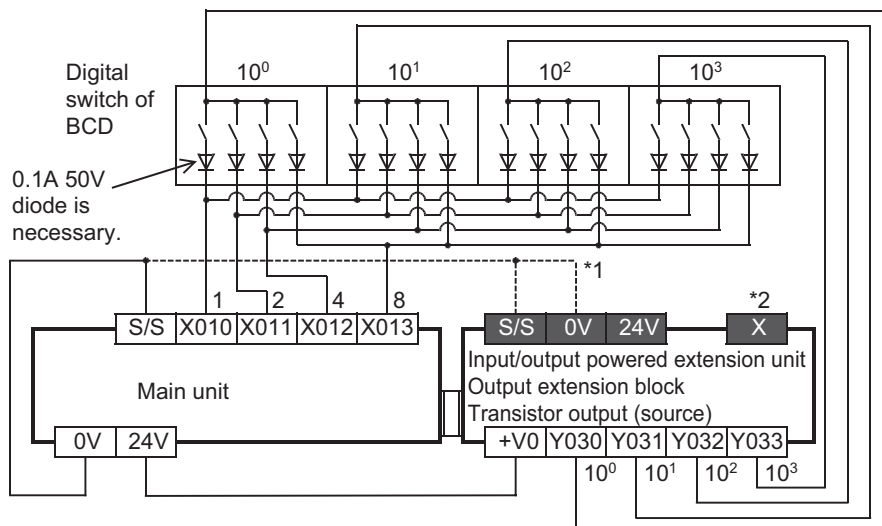 Digital
switch of
BCD
10⁰ 10¹ 10² 10³
0.1A 50V
diode is
necessary.
*1
1 2 4 8
*2
S/S X010 X011 X012 X013
S/S 0V 24V X
Main unit
Input/output powered extension unit
Output extension block
Transistor output (source)
0V 24V
+V0 Y030 Y031 Y032 Y033
10⁰ 10¹ 10² 10³